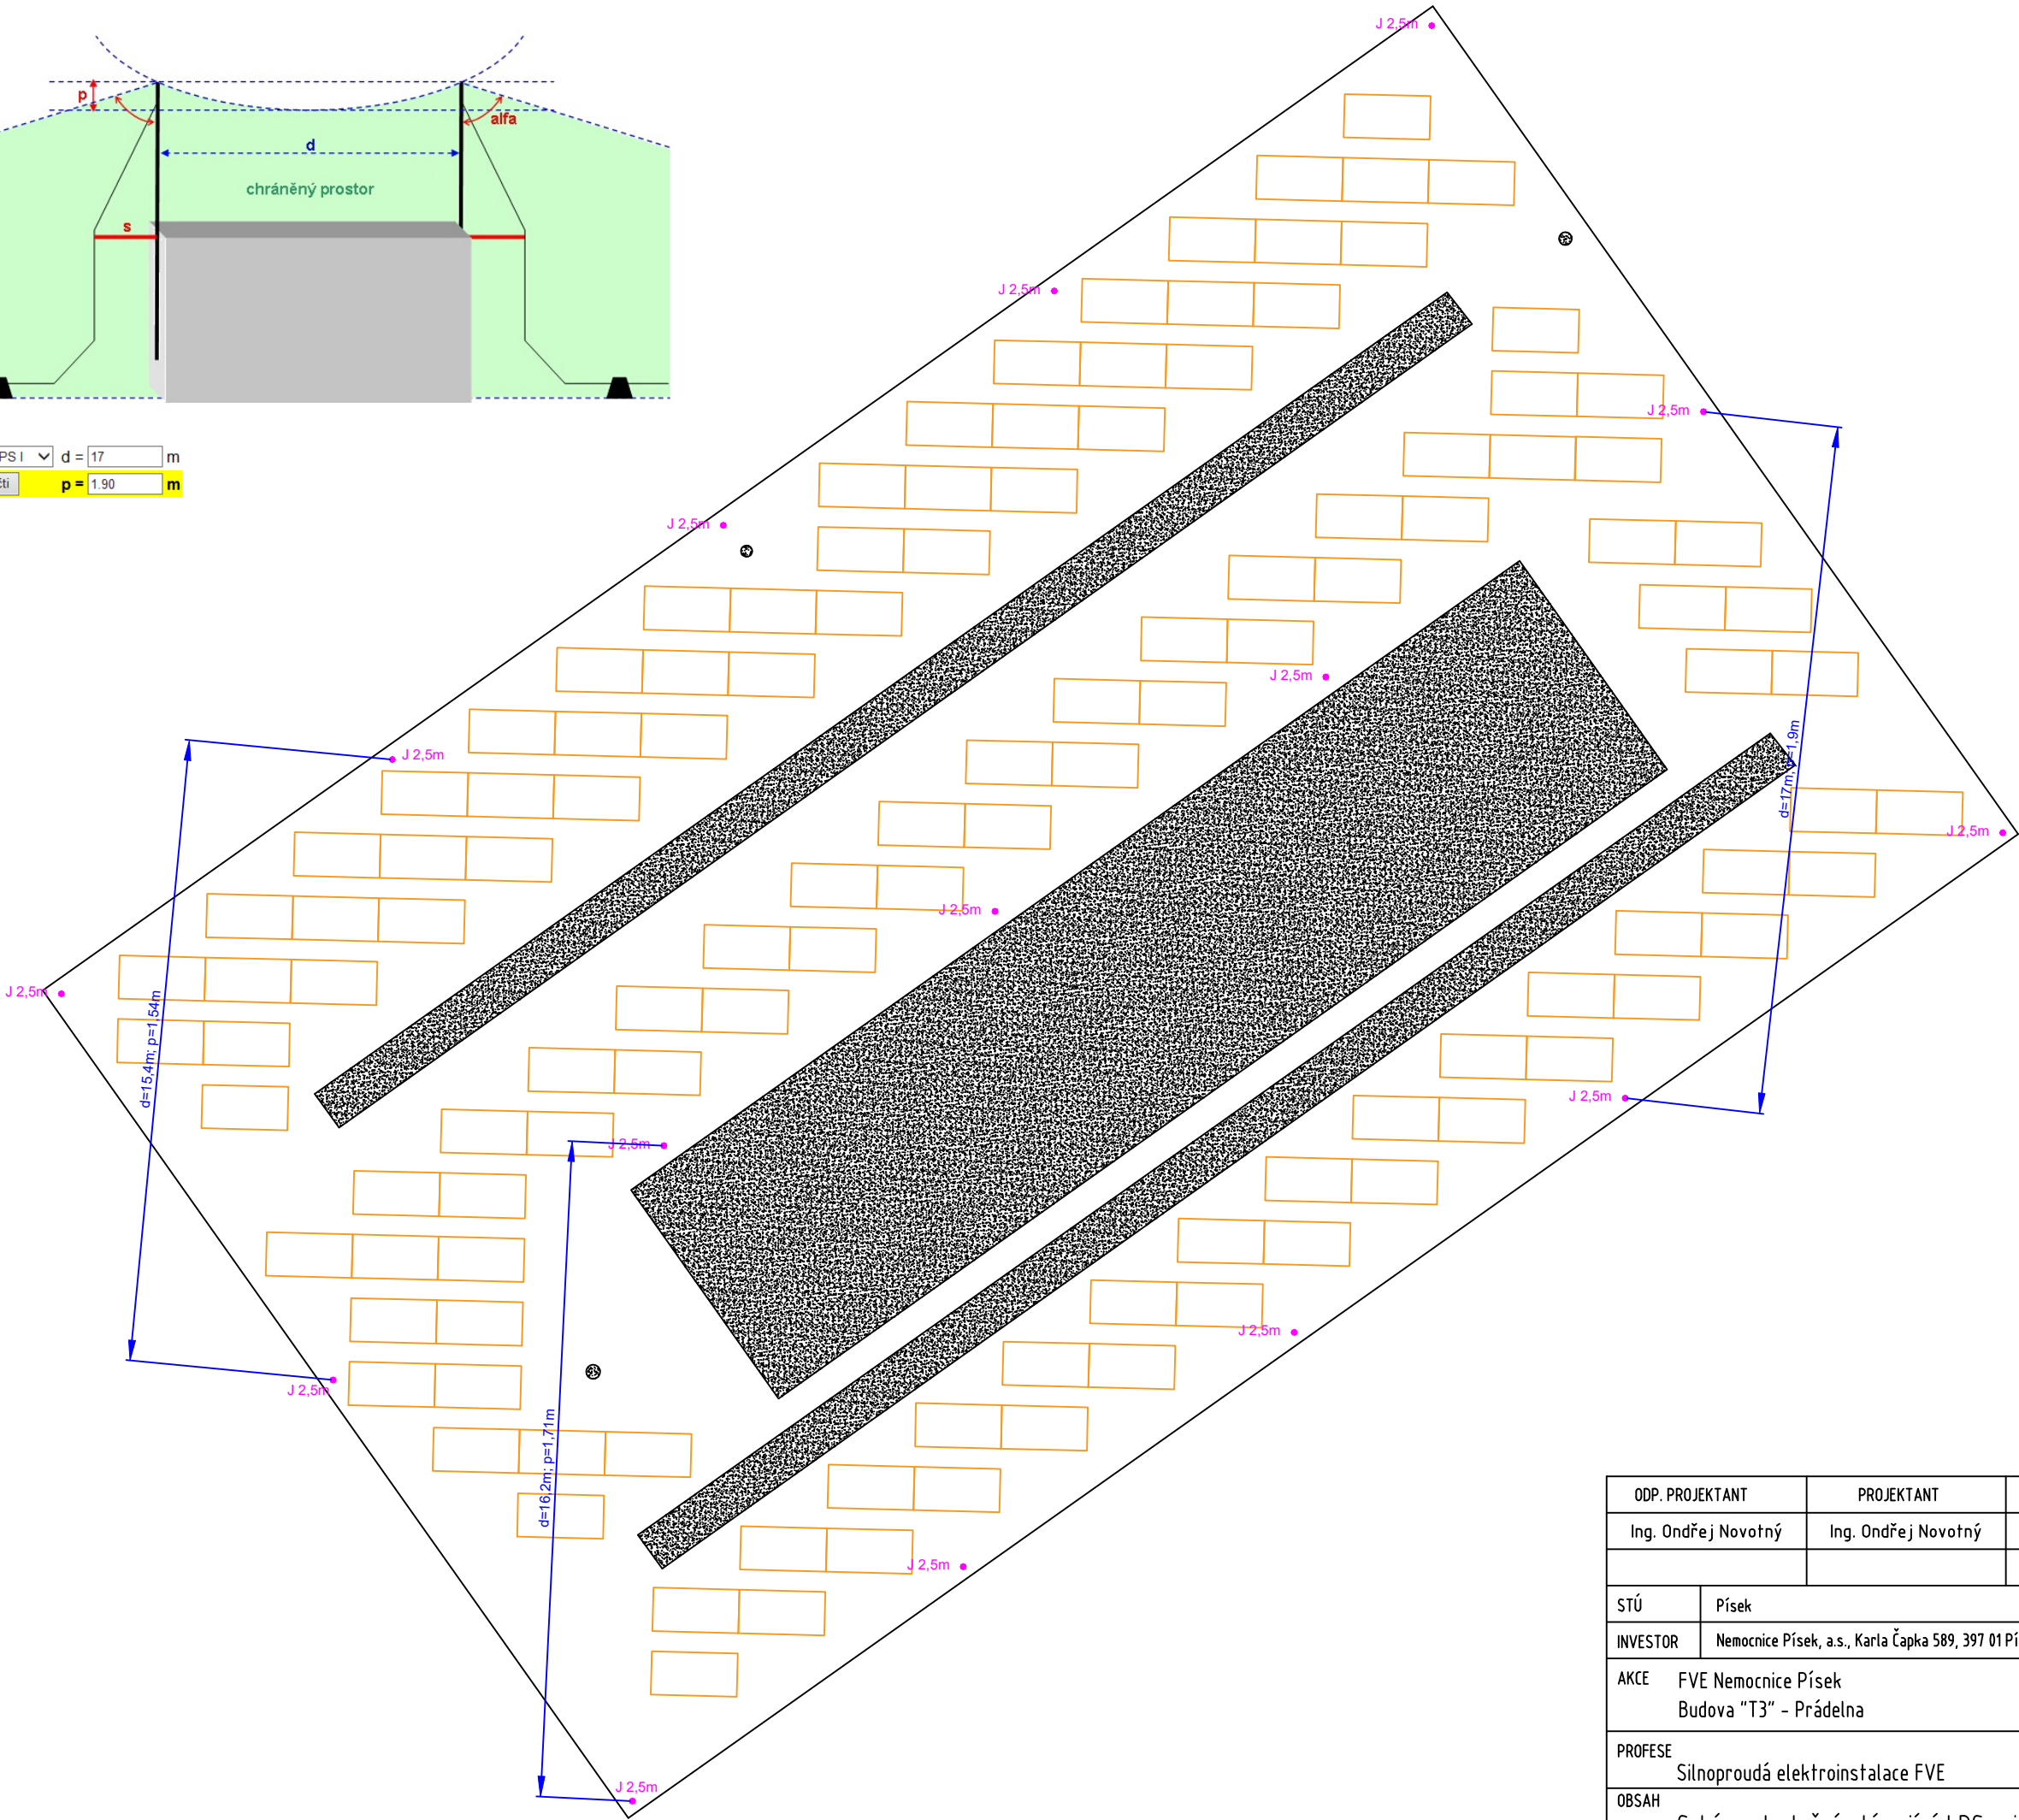 J 2,5m
p
alfa
d
chráněný prostor
s
J 2,5m
J 2,5m
PS I d = 17 m
p = 1.90 m
J 2,5m
J 2,5m
J 2,5m
d=17m;
J 2,5m
J 2,5m
J 2,5m
d=15,4m; p=1,54m
J 2,5m
J 2,5m
J 2,5m
J 2,5m
d=16,2m; p=1,71m
J 2,5m
J 2,5m
ODP. PROJEKTANT PROJEKTANT
Ing. Ondřej Novotný Ing. Ondřej Novotný
STÚ Písek
INVESTOR Nemocnice Písek, a.s., Karla Čapka 589, 397 01 Pí
AKCE FVE Nemocnice Písek
Budova "T3" - Prádelna
PROFESE
Silnoproudá elektroinstalace FVE
J 2,5m
OBSAH